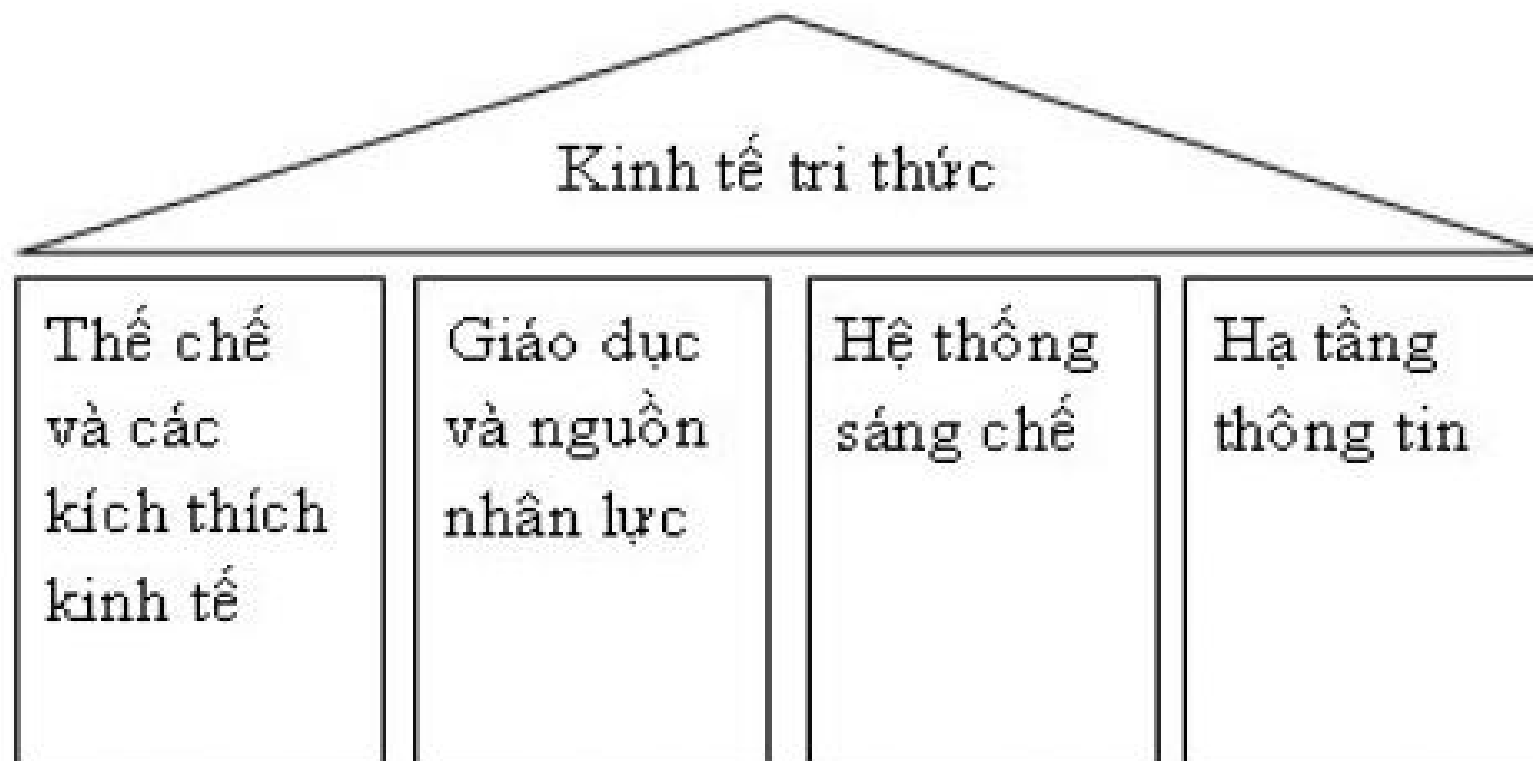 Kinh tế tri thức
Thế chế
và các
kích thích
kinh tế
Giáo dục
và nguồn
nhân lực
Hệ thống
sáng chế
Hạ tầng
thông tin